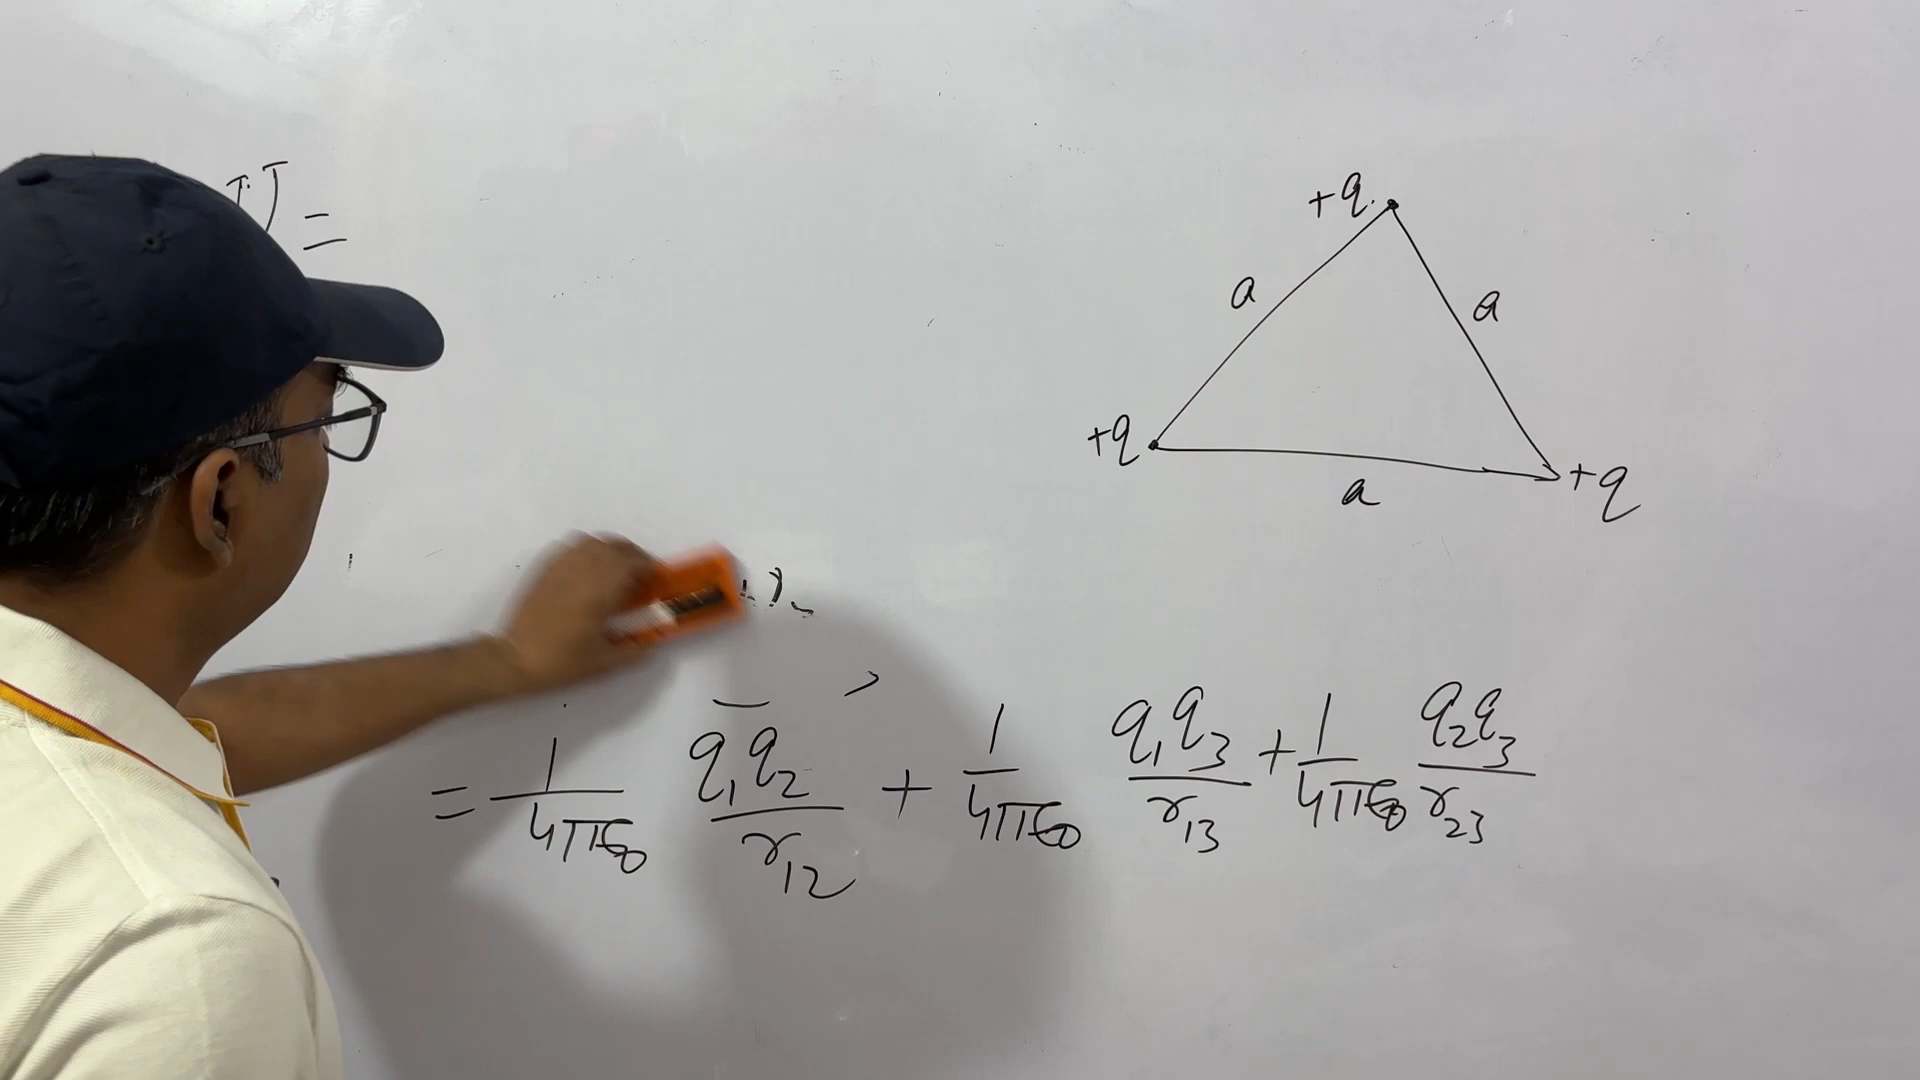 U =
+q
a
a
+q
a
+q
= 1/4πε₀ q₁q₂/r₁₂ + 1/4πε₀ q₁q₃/r₁₃ + 1/4πε₀ q₂q₃/r₂₃